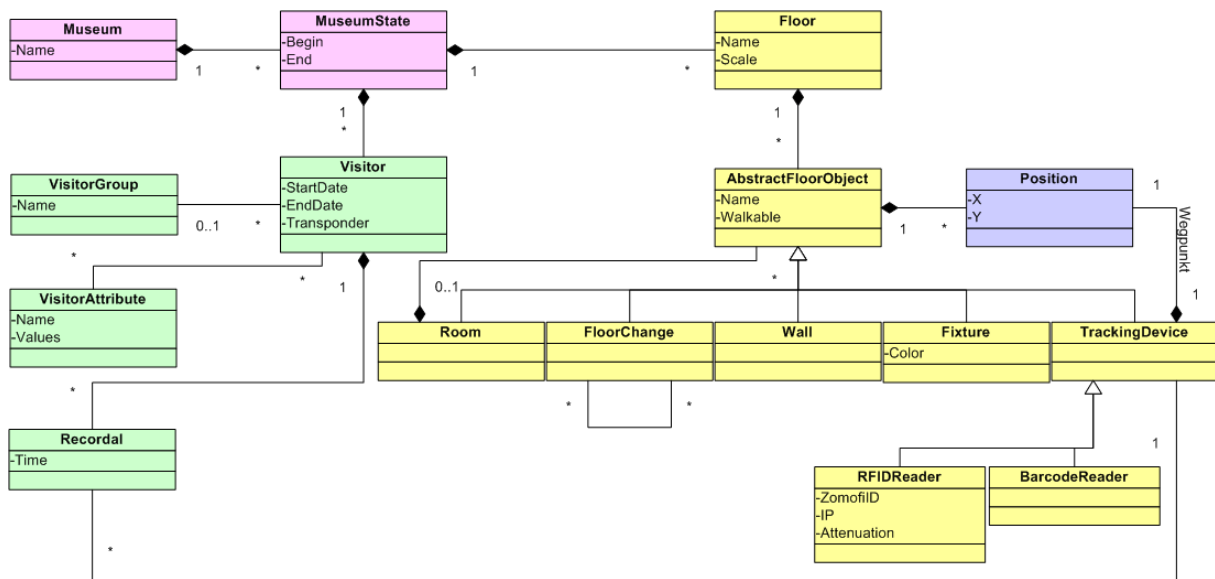 Museum
-Name
1
*
MuseumState
-Begin
-End
1
*
Floor
-Name
-Scale
1
*
1
*
VisitorGroup
-Name
0..1
*
Visitor
-StartDate
-EndDate
-Transponder
*
*
1
AbstractFloorObject
-Name
-Walkable
1
*
Position
-X
-Y
1
Wegpunkt
1
VisitorAttribute
-Name
-Values
0..1
*
Room
FloorChange
*
*
Wall
Fixture
-Color
TrackingDevice
*
Recordal
-Time
*
1
RFIDReader
-ZomofiID
-IP
-Attenuation
BarcodeReader